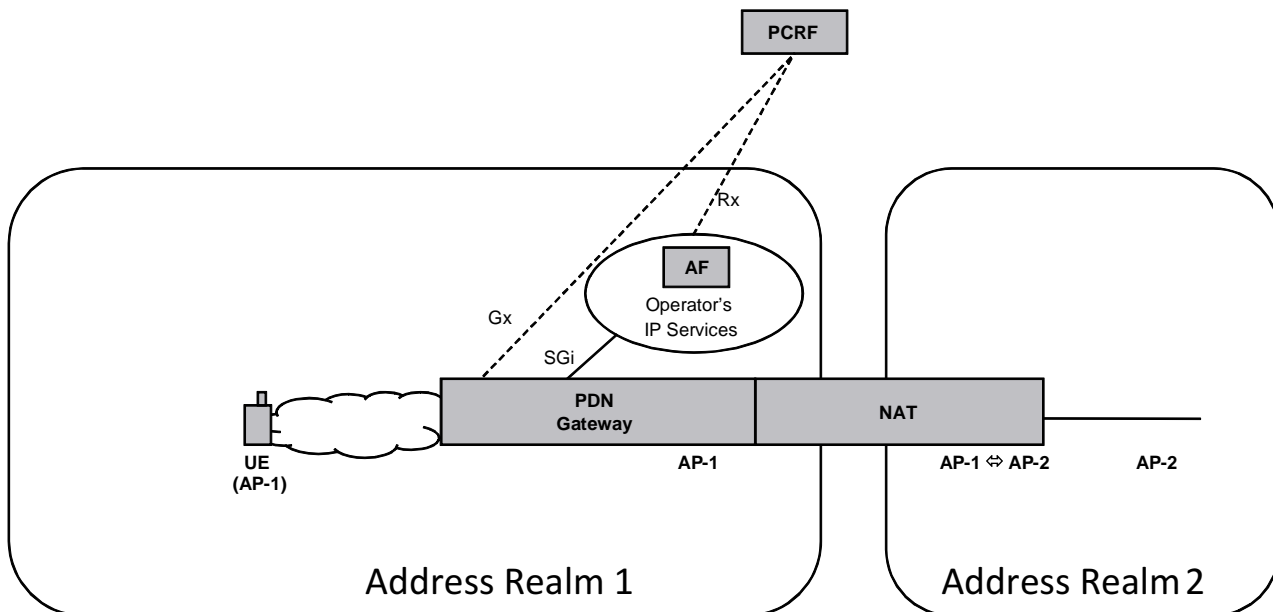 PCRF
Rx
AF
Operator's
IP Services
Gx
SGi
PDN
Gateway
NAT
UE
(AP-1)
AP-1
AP-1 ⇔ AP-2
AP-2
Address Realm 1
Address Realm 2